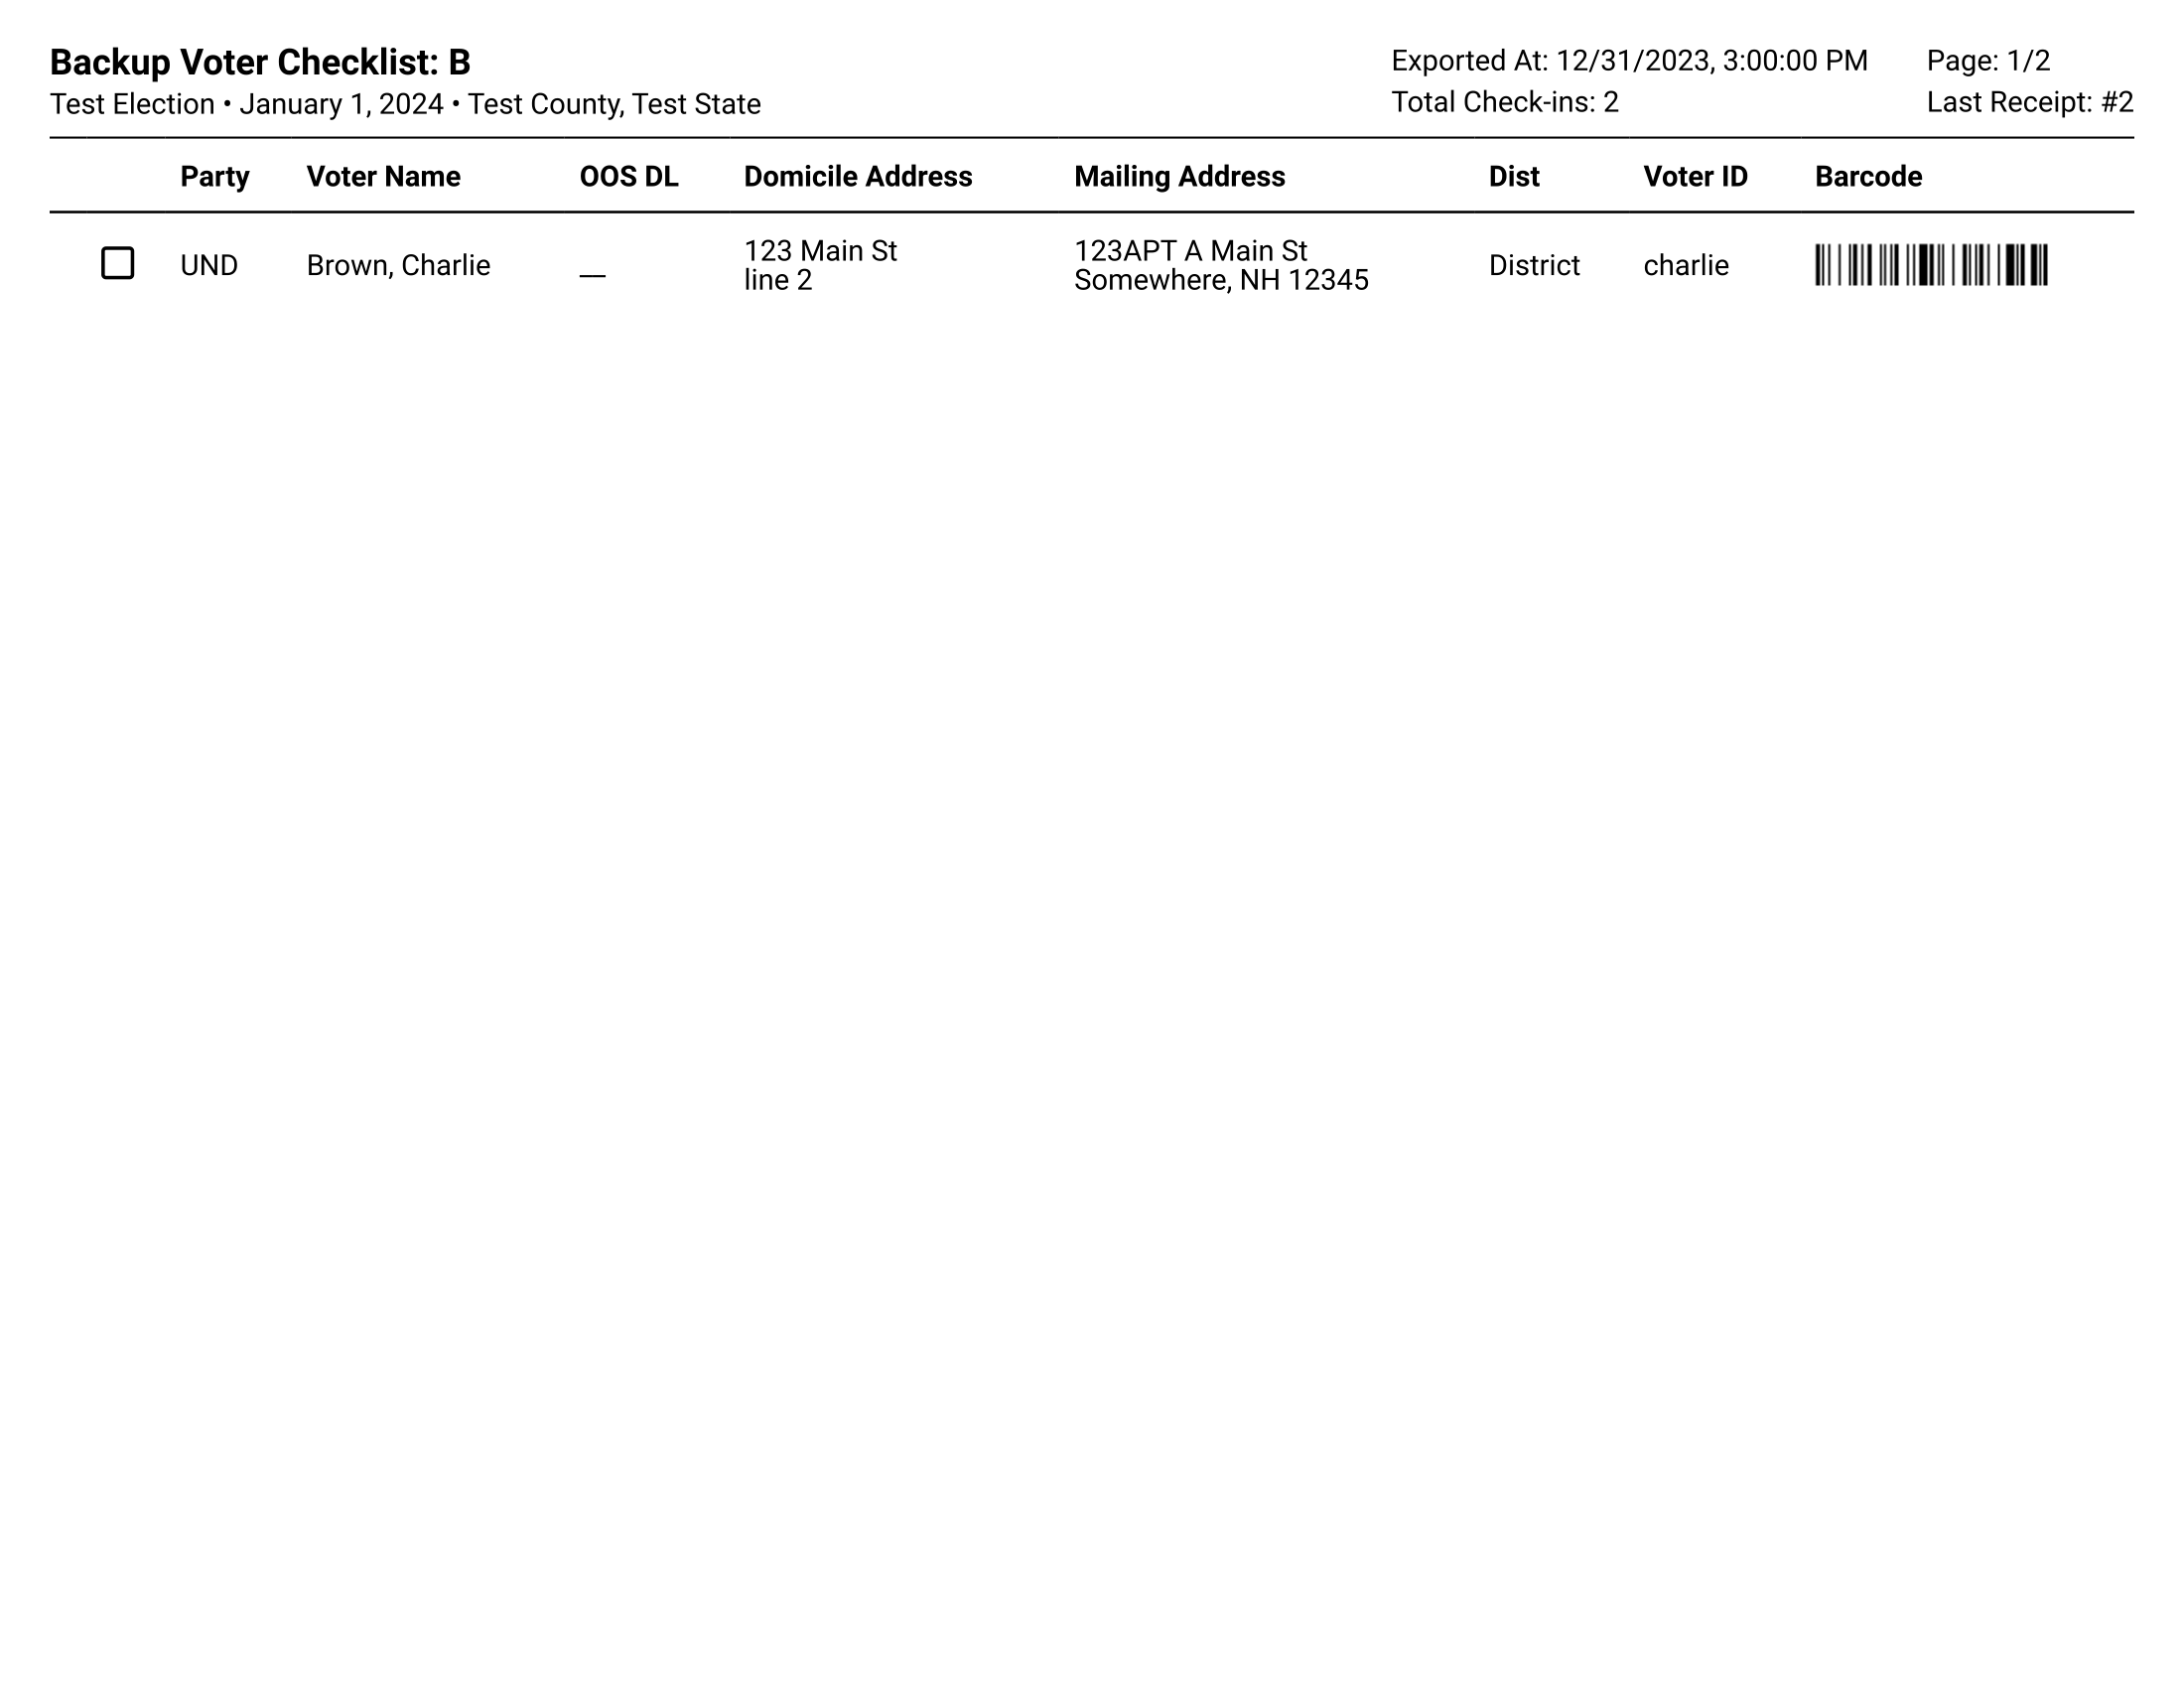 Backup Voter Checklist: B
Test Election • January 1, 2024 • Test County, Test State
Exported At: 12/31/2023, 3:00:00 PM
Total Check-ins: 2
Page: 1/2
Last Receipt: #2
Party Voter Name OOS DL Domicile Address Mailing Address Dist Voter ID Barcode
UND Brown, Charlie __ 123 Main St 123APT A Main St District charlie
line 2 Somewhere, NH 12345